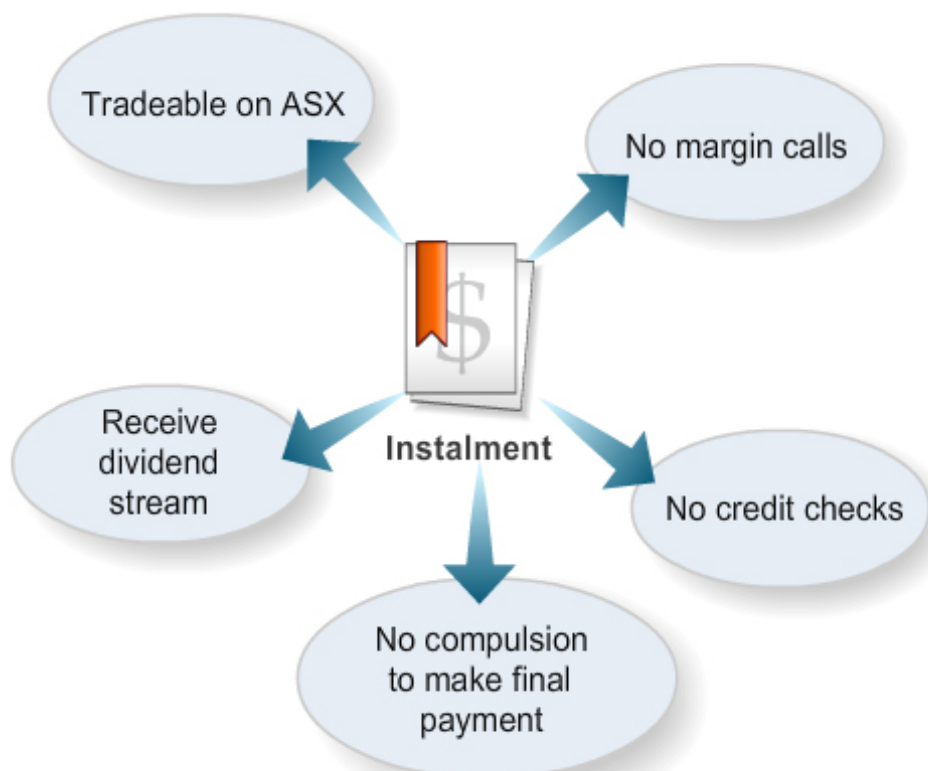 Tradeable on ASX
No margin calls
$
Instalment
Receive
dividend
stream
No credit checks
No compulsion
to make final
payment